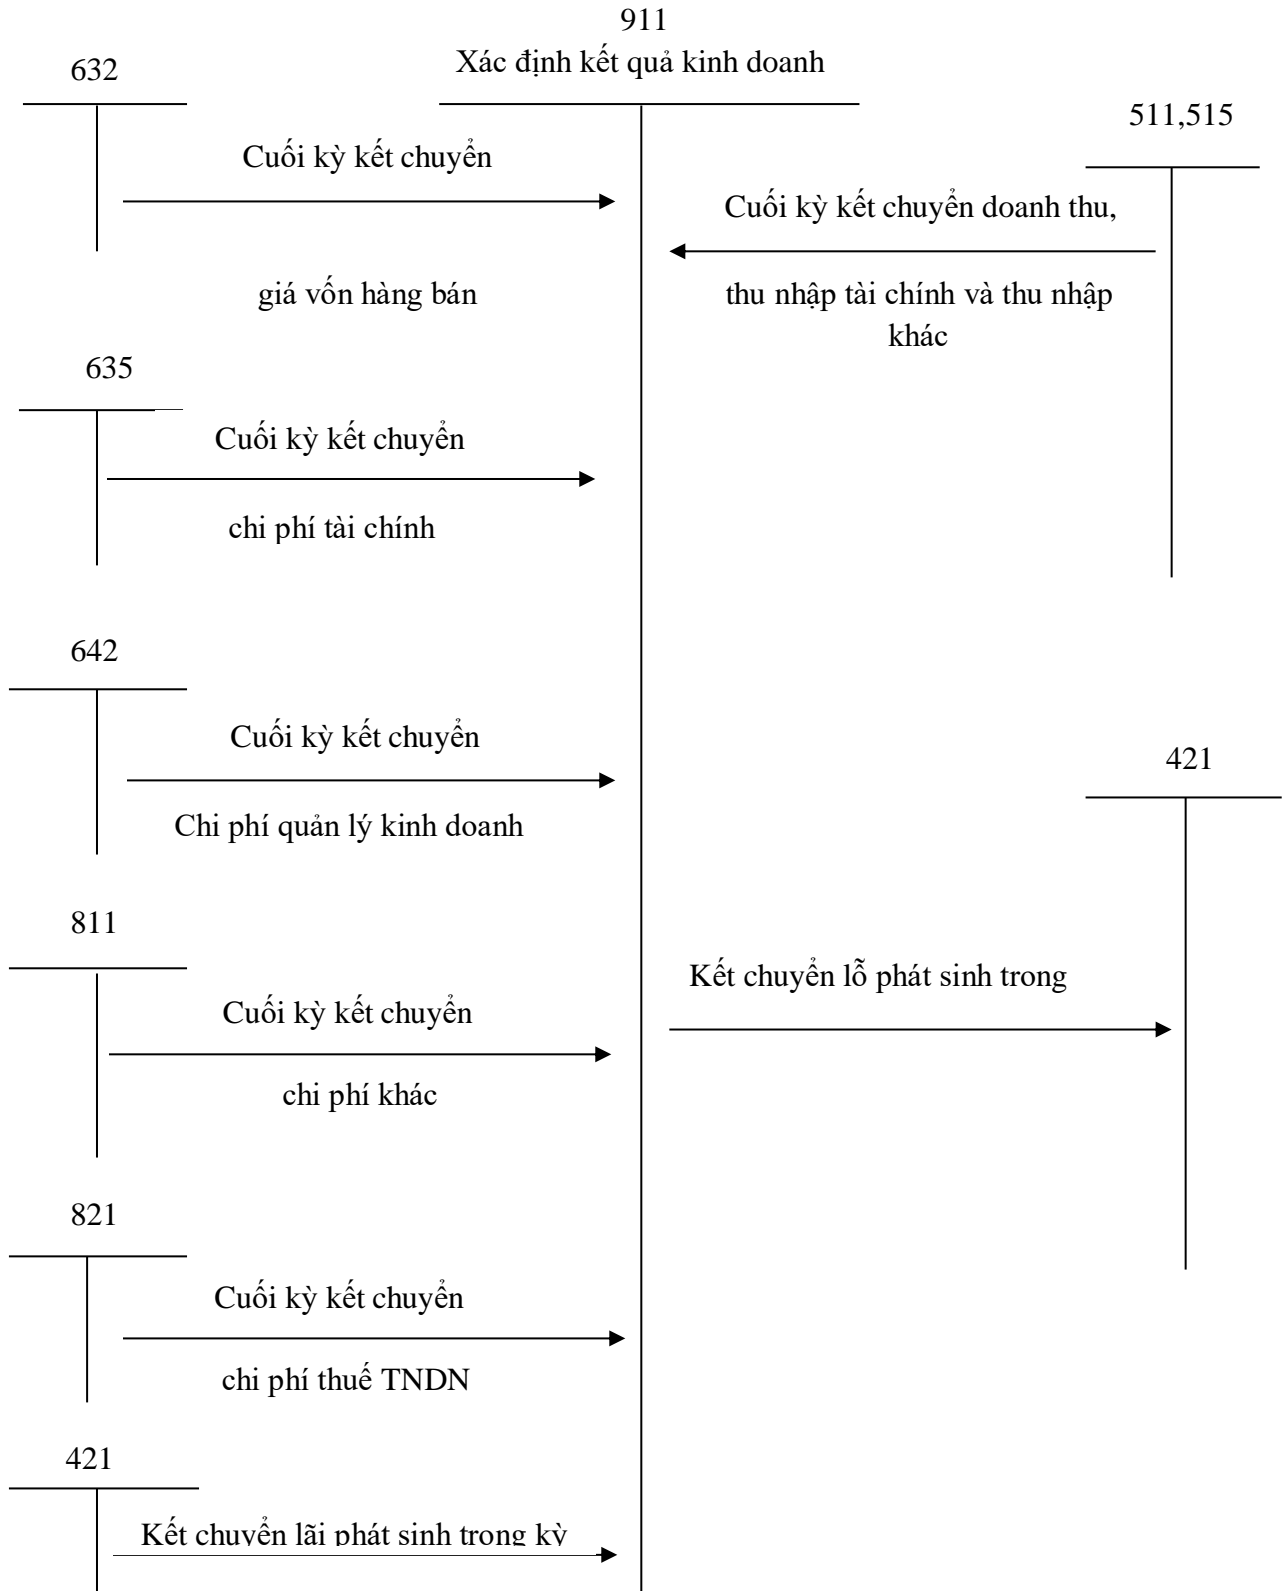 911
Xác định kết quả kinh doanh
632
511,515
Cuối kỳ kết chuyển
giá vốn hàng bán
Cuối kỳ kết chuyển doanh thu,
thu nhập tài chính và thu nhập
khác
635
Cuối kỳ kết chuyển
chi phí tài chính
642
Cuối kỳ kết chuyển
Chi phí quản lý kinh doanh
421
811
Kết chuyển lỗ phát sinh trong
Cuối kỳ kết chuyển
chi phí khác
821
Cuối kỳ kết chuyển
chi phí thuế TNDN
421
Kết chuyển lãi phát sinh trong kỳ